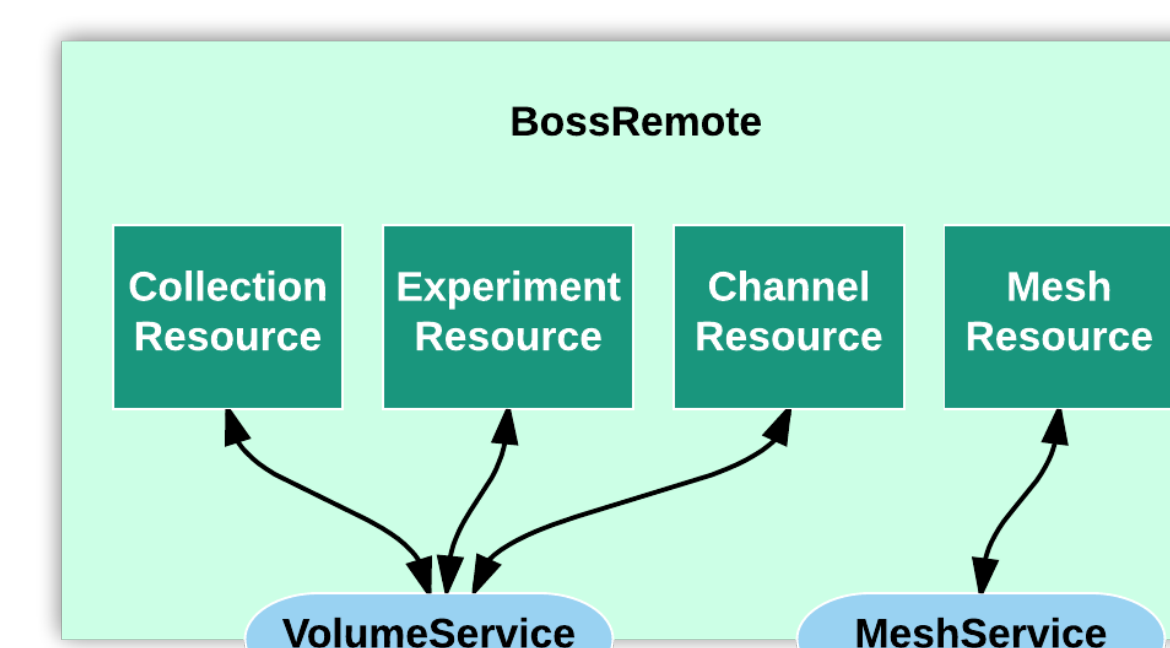 BossRemote
Collection
Resource
Experiment
Resource
Channel
Resource
Mesh
Resource
VolumeService
MeshService